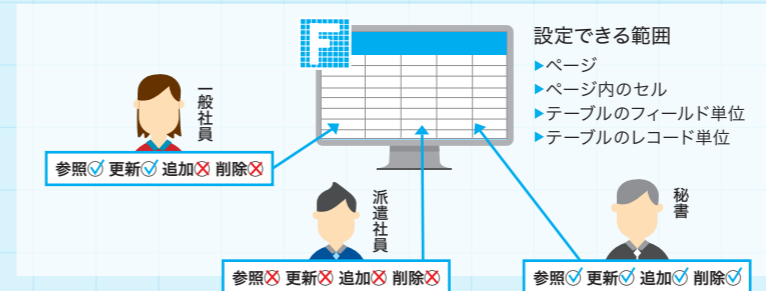 F
設定できる範囲
▶ページ
▶ページ内のセル
▶テーブルのフィールド単位
▶テーブルのレコード単位
一般社員
参照 更新 追加 削除
派遣社員
参照 更新 追加 削除
秘書
参照 更新 追加 削除